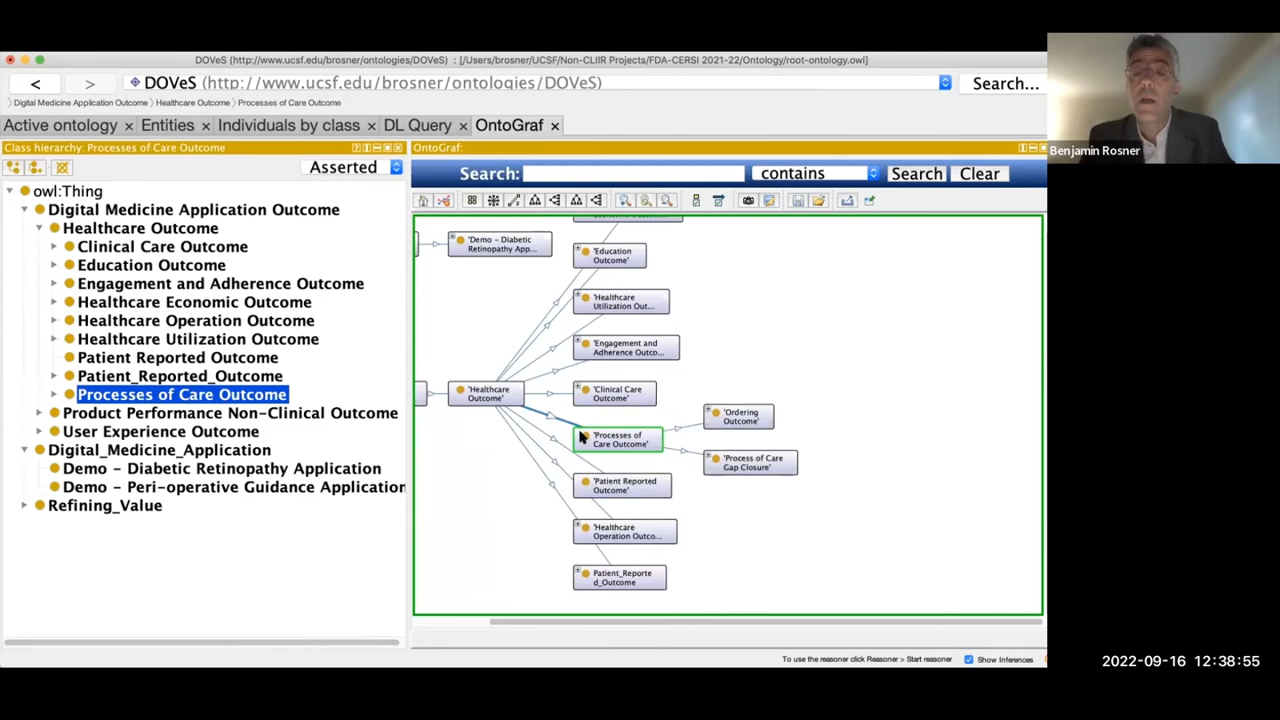 DOVeS (http://www.ucsf.edu/brosner/ontologies/DOVeS) : [/Users/brosner/UCSF/Non-CLIIR Projects/FDA-CERSI 2021-22/Ontology/root-ontology.owl]
< > DOVeS (http://www.ucsf.edu/brosner/ontologies/DOVeS) Search...
Digital Medicine Application Outcome Healthcare Outcome Processes of Care Outcome
Active ontology × Entities × Individuals by class × DL Query × OntoGraf ×
Class hierarchy: Processes of Care Outcome
Asserted
owl:Thing
Digital Medicine Application Outcome
Healthcare Outcome
Clinical Care Outcome
Education Outcome
Engagement and Adherence Outcome
Healthcare Economic Outcome
Healthcare Operation Outcome
Healthcare Utilization Outcome
Patient Reported Outcome
Patient_Reported_Outcome
Processes of Care Outcome
Product Performance Non-Clinical Outcome
User Experience Outcome
Digital_Medicine_Application
Demo - Diabetic Retinopathy Application
Demo - Peri-operative Guidance Application
Refining_Value
OntoGraf:
Search: contains Search Clear
'Demo - Diabetic
Retinopathy App...
'Education
Outcome'
'Healthcare
Utilization Out...
'Engagement and
Adherence Outco...
'Healthcare
Outcome'
'Clinical Care
Outcome'
'Processes of
Care Outcome'
'Ordering
Outcome'
'Process of Care
Gap Closure'
'Patient Reported
Outcome'
'Healthcare
Operation Outco...
Patient_Reporte
d_Outcome
To use the reasoner click Reasoner > Start reasoner Show Inferences
Benjamin Rosner
2022-09-16 12:38:55